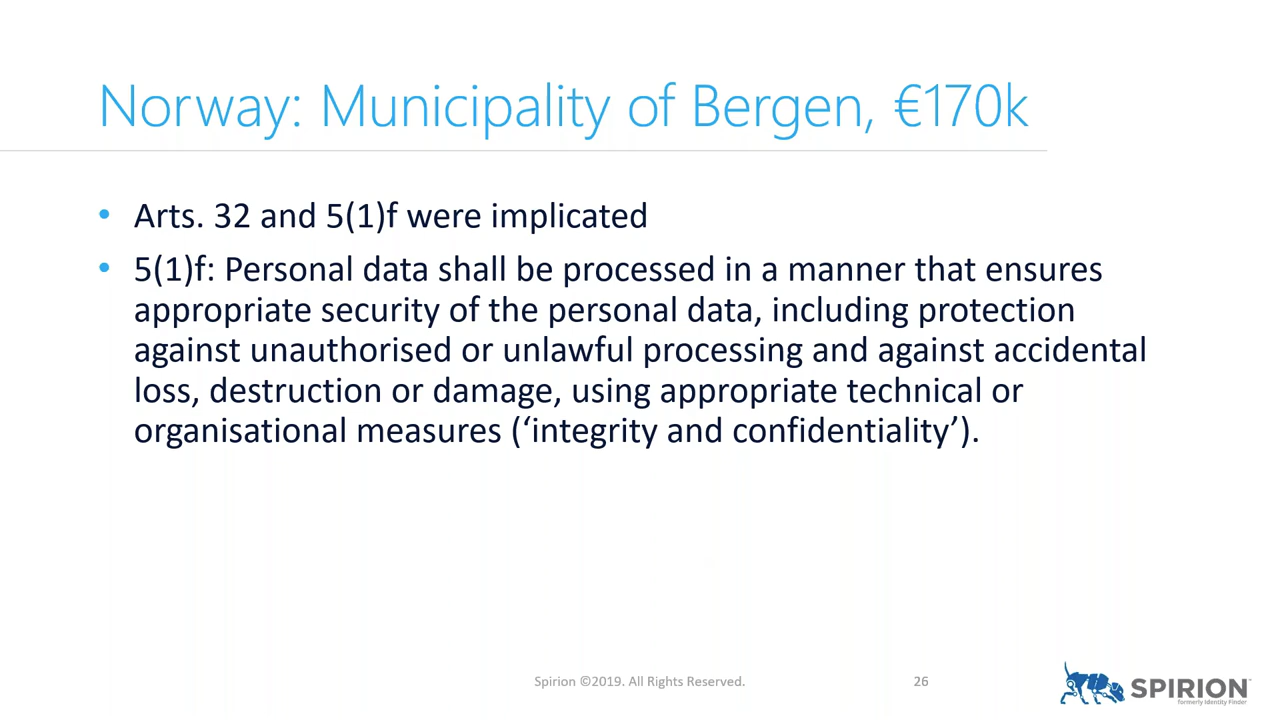 Norway: Municipality of Bergen, €170k
• Arts. 32 and 5(1)f were implicated
• 5(1)f: Personal data shall be processed in a manner that ensures
appropriate security of the personal data, including protection
against unauthorised or unlawful processing and against accidental
loss, destruction or damage, using appropriate technical or
organisational measures (‘integrity and confidentiality’).
Spirion ©2019. All Rights Reserved.
26
SPIRION
formerly Identity Finder